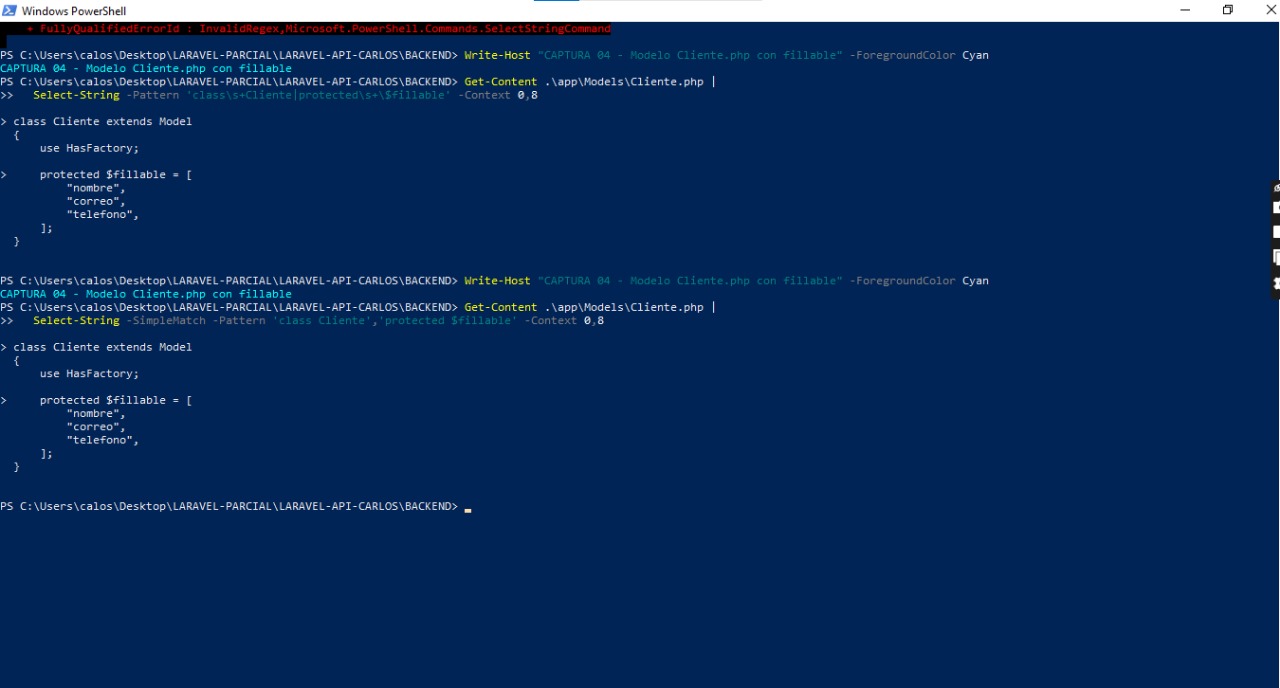 Windows PowerShell
+ FullyQualifiedErrorId : InvalidRegex,Microsoft.PowerShell.Commands.SelectStringCommand
PS C:\Users\calos\Desktop\LARAVEL-PARCIAL\LARAVEL-API-CARLOS\BACKEND> Write-Host "CAPTURA 04 - Modelo Cliente.php con fillable" -ForegroundColor Cyan
CAPTURA 04 - Modelo Cliente.php con fillable
PS C:\Users\calos\Desktop\LARAVEL-PARCIAL\LARAVEL-API-CARLOS\BACKEND> Get-Content .\app\Models\Cliente.php |
>>   Select-String -Pattern 'class\s+Cliente|protected\s+\$fillable' -Context 0,8
> class Cliente extends Model
  {
      use HasFactory;
>     protected $fillable = [
          "nombre",
          "correo",
          "telefono",
      ];
  }
PS C:\Users\calos\Desktop\LARAVEL-PARCIAL\LARAVEL-API-CARLOS\BACKEND> Write-Host "CAPTURA 04 - Modelo Cliente.php con fillable" -ForegroundColor Cyan
CAPTURA 04 - Modelo Cliente.php con fillable
PS C:\Users\calos\Desktop\LARAVEL-PARCIAL\LARAVEL-API-CARLOS\BACKEND> Get-Content .\app\Models\Cliente.php |
>>   Select-String -SimpleMatch -Pattern 'class Cliente','protected $fillable' -Context 0,8
> class Cliente extends Model
  {
      use HasFactory;
>     protected $fillable = [
          "nombre",
          "correo",
          "telefono",
      ];
  }
PS C:\Users\calos\Desktop\LARAVEL-PARCIAL\LARAVEL-API-CARLOS\BACKEND>